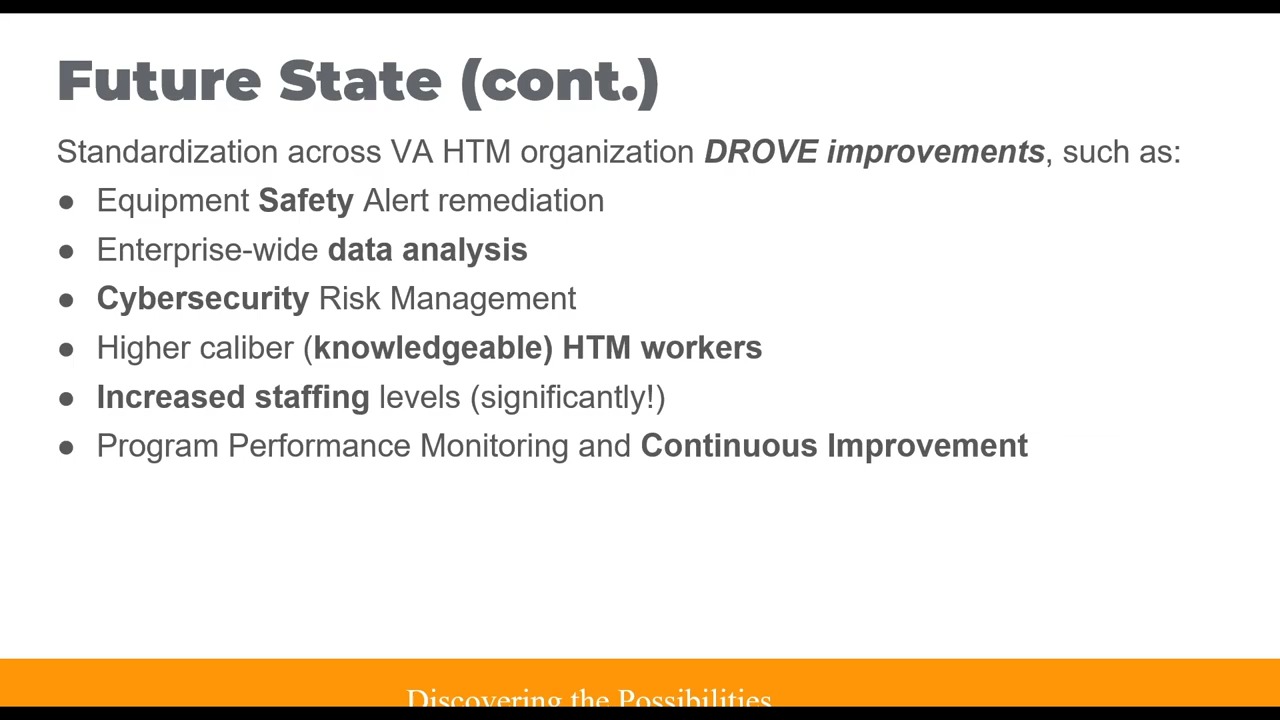 Future State (cont.)
Standardization across VA HTM organization DROVE improvements, such as:
● Equipment Safety Alert remediation
● Enterprise-wide data analysis
● Cybersecurity Risk Management
● Higher caliber (knowledgeable) HTM workers
● Increased staffing levels (significantly!)
● Program Performance Monitoring and Continuous Improvement
Discovering the Possibilities